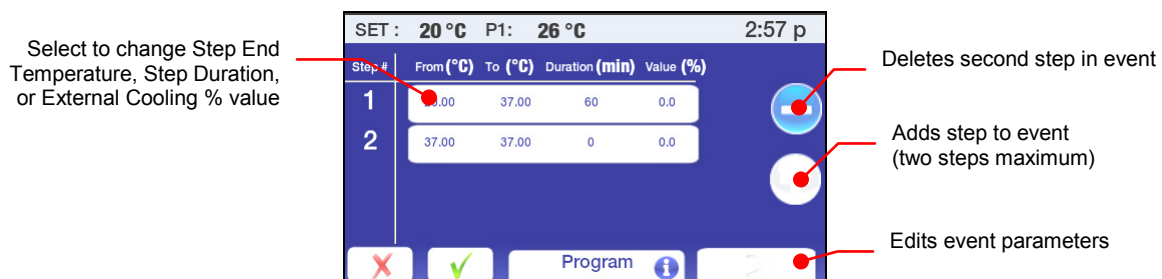 SET : 20 °C P1: 26 °C 2:57 p
Select to change Step End
Temperature, Step Duration,
or External Cooling % value
Step # From (°C) To (°C) Duration (min) Value (%)
1 37.00 60 0.0
2 37.00 37.00 0 0.0
Deletes second step in event
Adds step to event
(two steps maximum)
Edits event parameters
Program